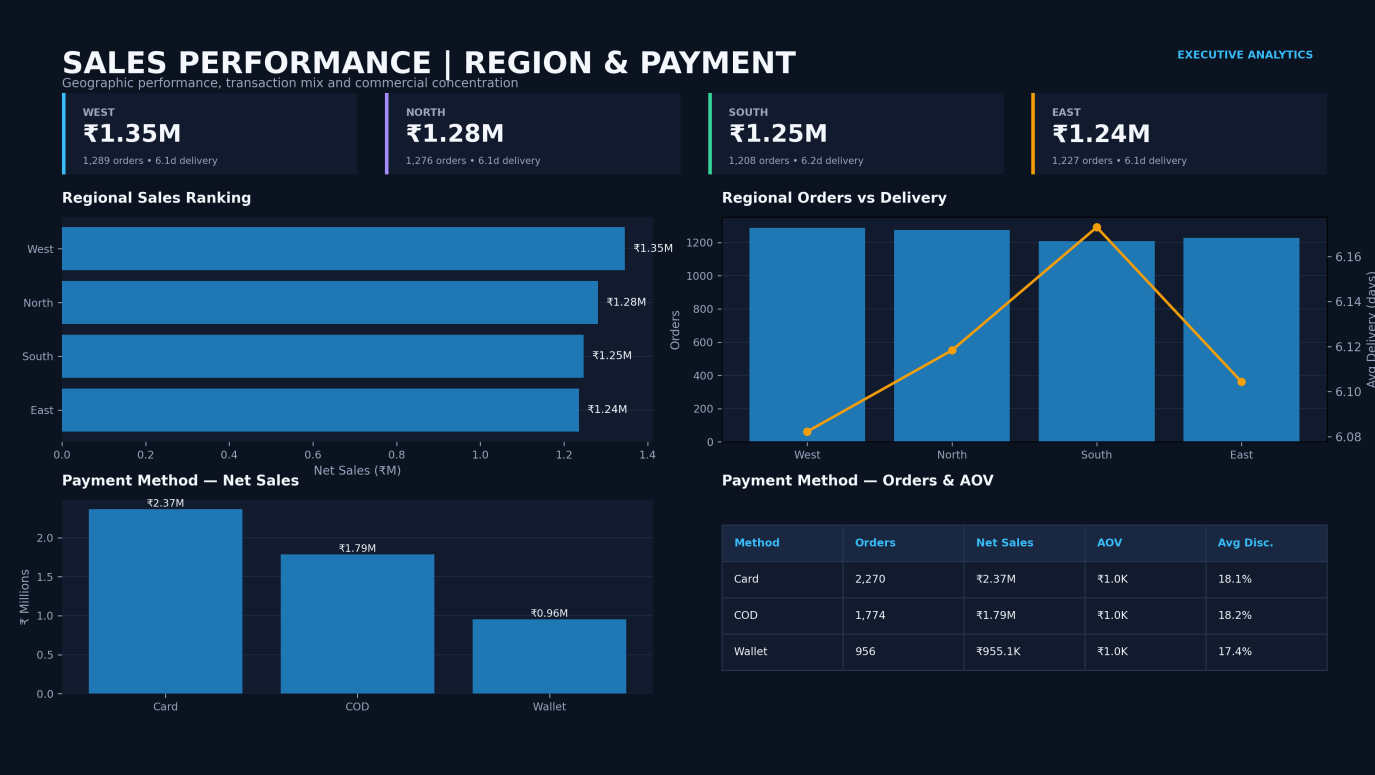 SALES PERFORMANCE | REGION & PAYMENT
EXECUTIVE ANALYTICS
Geographic performance, transaction mix and commercial concentration
WEST
₹1.35M
1,289 orders • 6.1d delivery
NORTH
₹1.28M
1,276 orders • 6.1d delivery
SOUTH
₹1.25M
1,208 orders • 6.2d delivery
EAST
₹1.24M
1,227 orders • 6.1d delivery
Regional Sales Ranking
West
₹1.35M
North
₹1.28M
South
₹1.25M
East
₹1.24M
0.0 0.2 0.4 0.6 0.8 1.0 1.2 1.4
Net Sales (₹M)
Regional Orders vs Delivery
Orders
1200
1000
800
600
400
200
0
6.16
6.14
6.12
6.10
6.08
Avg Delivery (days)
West North South East
Payment Method — Net Sales
₹ Millions
2.0
1.5
1.0
0.5
0.0
₹2.37M
₹1.79M
₹0.96M
Card COD Wallet
Payment Method — Orders & AOV
Method Orders Net Sales AOV Avg Disc.
Card 2,270 ₹2.37M ₹1.0K 18.1%
COD 1,774 ₹1.79M ₹1.0K 18.2%
Wallet 956 ₹955.1K ₹1.0K 17.4%